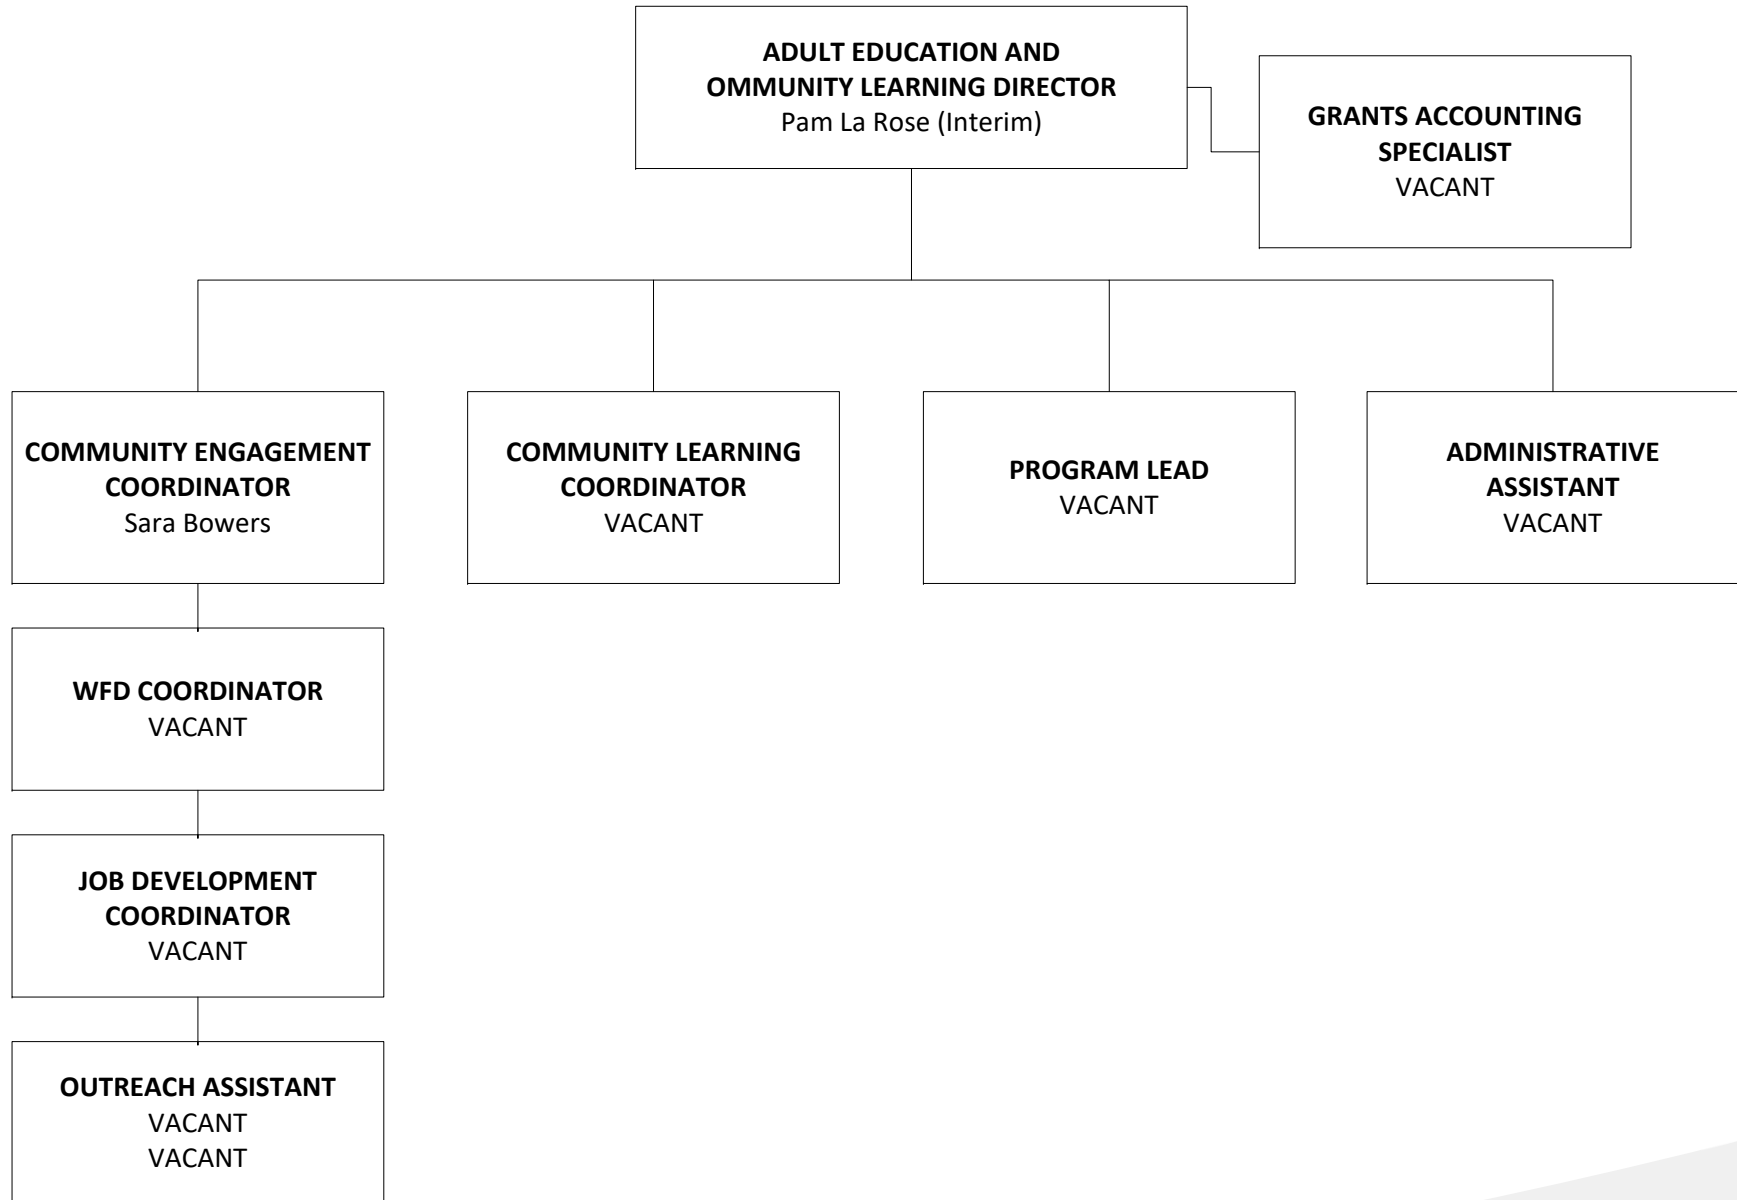 ADULT EDUCATION AND
OMMUNITY LEARNING DIRECTOR
Pam La Rose (Interim)
GRANTS ACCOUNTING
SPECIALIST
VACANT
COMMUNITY ENGAGEMENT
COORDINATOR
Sara Bowers
COMMUNITY LEARNING
COORDINATOR
VACANT
PROGRAM LEAD
VACANT
ADMINISTRATIVE
ASSISTANT
VACANT
WFD COORDINATOR
VACANT
JOB DEVELOPMENT
COORDINATOR
VACANT
OUTREACH ASSISTANT
VACANT
VACANT